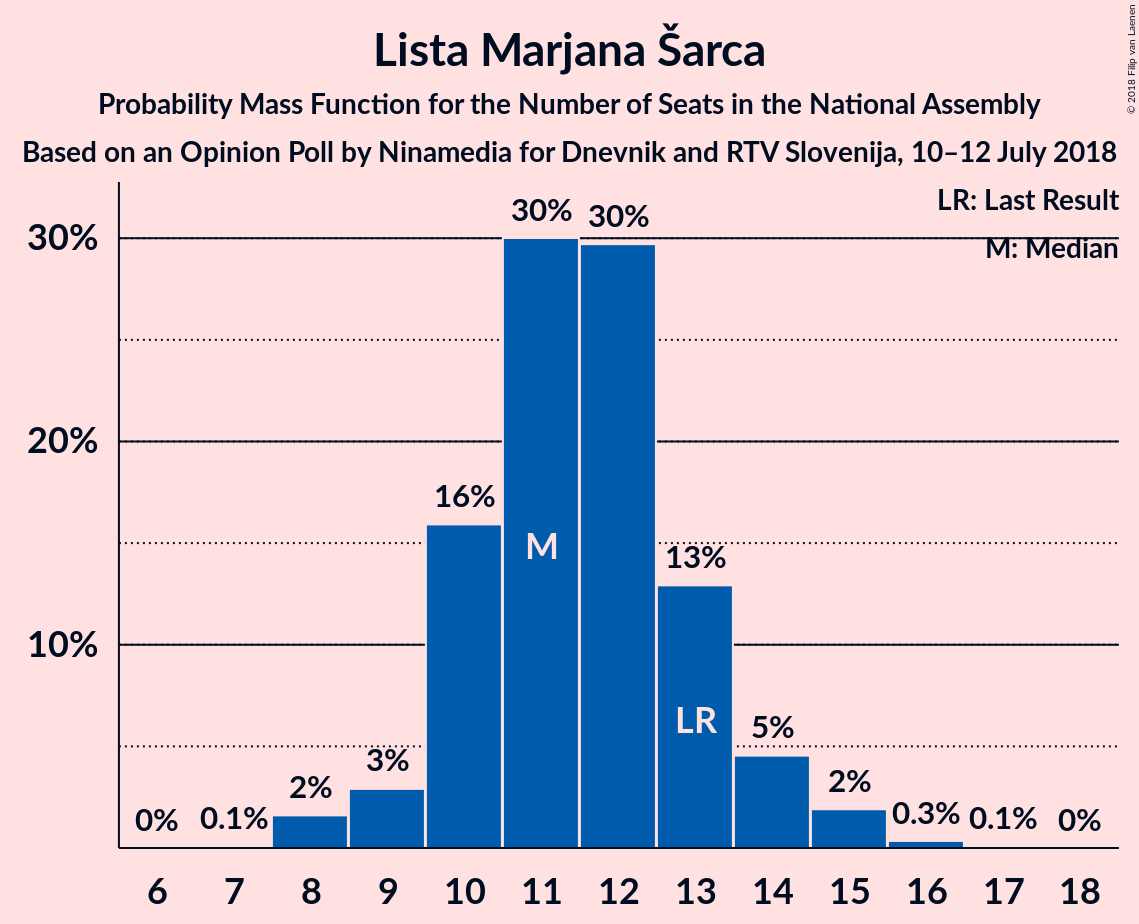 Lista Marjana Šarca
Probability Mass Function for the Number of Seats in the National Assembly
Based on an Opinion Poll by Ninamedia for Dnevnik and RTV Slovenija, 10–12 July 2018
© 2018 Filip van Laenen
LR: Last Result
M: Median
30%
20%
10%
0%
0.1%
2%
3%
16%
30%
30%
13%
5%
2%
0.3%
0.1%
0%
M
LR
6 7 8 9 10 11 12 13 14 15 16 17 18